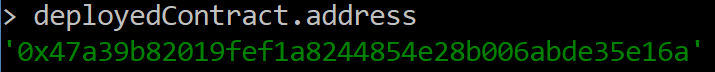 > deployedContract.address
'0x47a39b82019fef1a8244854e28b006abde35e16a'